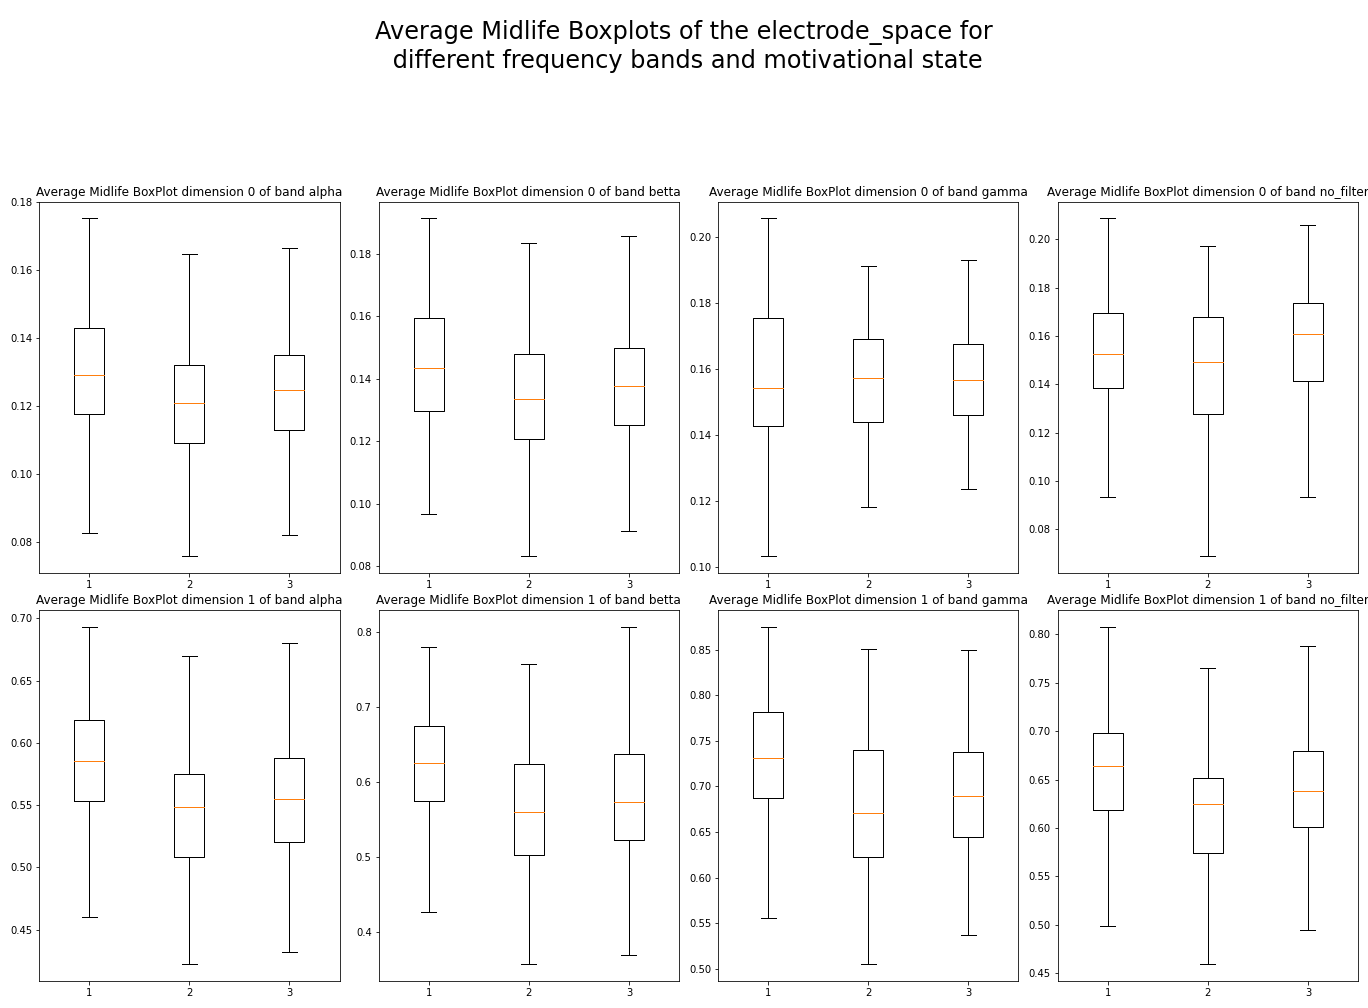 Average Midlife Boxplots of the electrode_space for
different frequency bands and motivational state
Average Midlife BoxPlot dimension 0 of band alpha
0.18
0.16
0.14
0.12
0.10
0.08
1 2 3
Average Midlife BoxPlot dimension 0 of band betta
0.18
0.16
0.14
0.12
0.10
0.08
1 2 3
Average Midlife BoxPlot dimension 0 of band gamma
0.20
0.18
0.16
0.14
0.12
0.10
1 2 3
Average Midlife BoxPlot dimension 0 of band no_filter
0.20
0.18
0.16
0.14
0.12
0.10
0.08
1 2 3
Average Midlife BoxPlot dimension 1 of band alpha
0.70
0.65
0.60
0.55
0.50
0.45
1 2 3
Average Midlife BoxPlot dimension 1 of band betta
0.8
0.7
0.6
0.5
0.4
1 2 3
Average Midlife BoxPlot dimension 1 of band gamma
0.85
0.80
0.75
0.70
0.65
0.60
0.55
0.50
1 2 3
Average Midlife BoxPlot dimension 1 of band no_filter
0.80
0.75
0.70
0.65
0.60
0.55
0.50
0.45
1 2 3